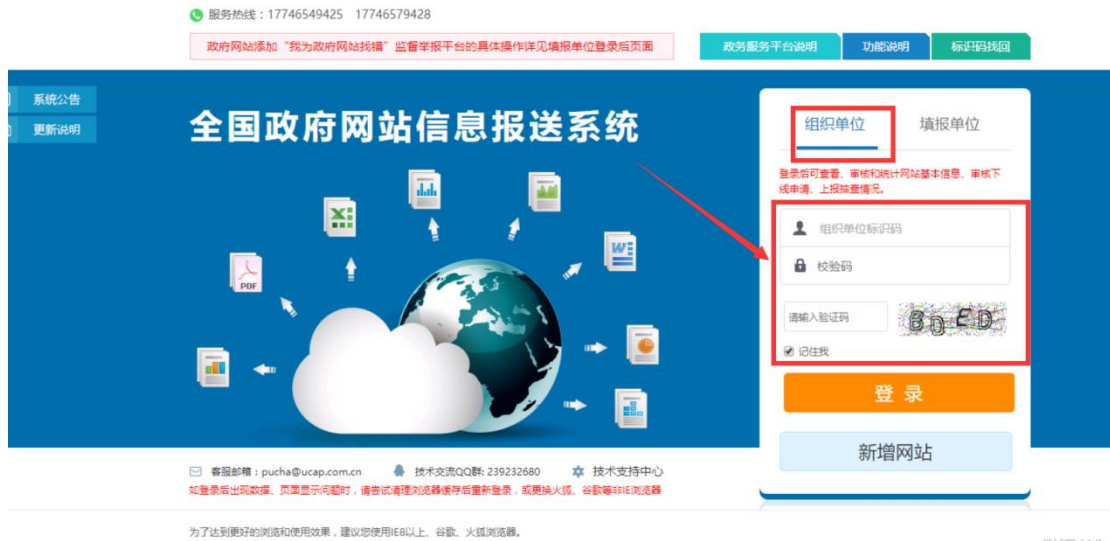 服务热线：17746549425 17746579428
政府网站添加“我为政府网站找错”监督举报平台的具体操作详见填报单位登录后页面
政务服务平台说明
功能说明
标识码找回
系统公告
更新说明
全国政府网站信息报送系统
组织单位
填报单位
登录后可查看、审核和统计网站基本信息、审核下
线申请、上报抽查情况。
组织单位标识码
校验码
请输入验证码
BDED
记住我
登 录
新增网站
PDF
W
客服邮箱：pucha@ucap.com.cn
技术交流QQ群: 239232680
技术支持中心
如登录后出现数据、页面显示问题时，请尝试清理浏览器缓存后重新登录，或更换火狐、谷歌等非IE浏览器
为了达到更好的浏览和使用效果，建议您使用IE8以上、谷歌、火狐浏览器。